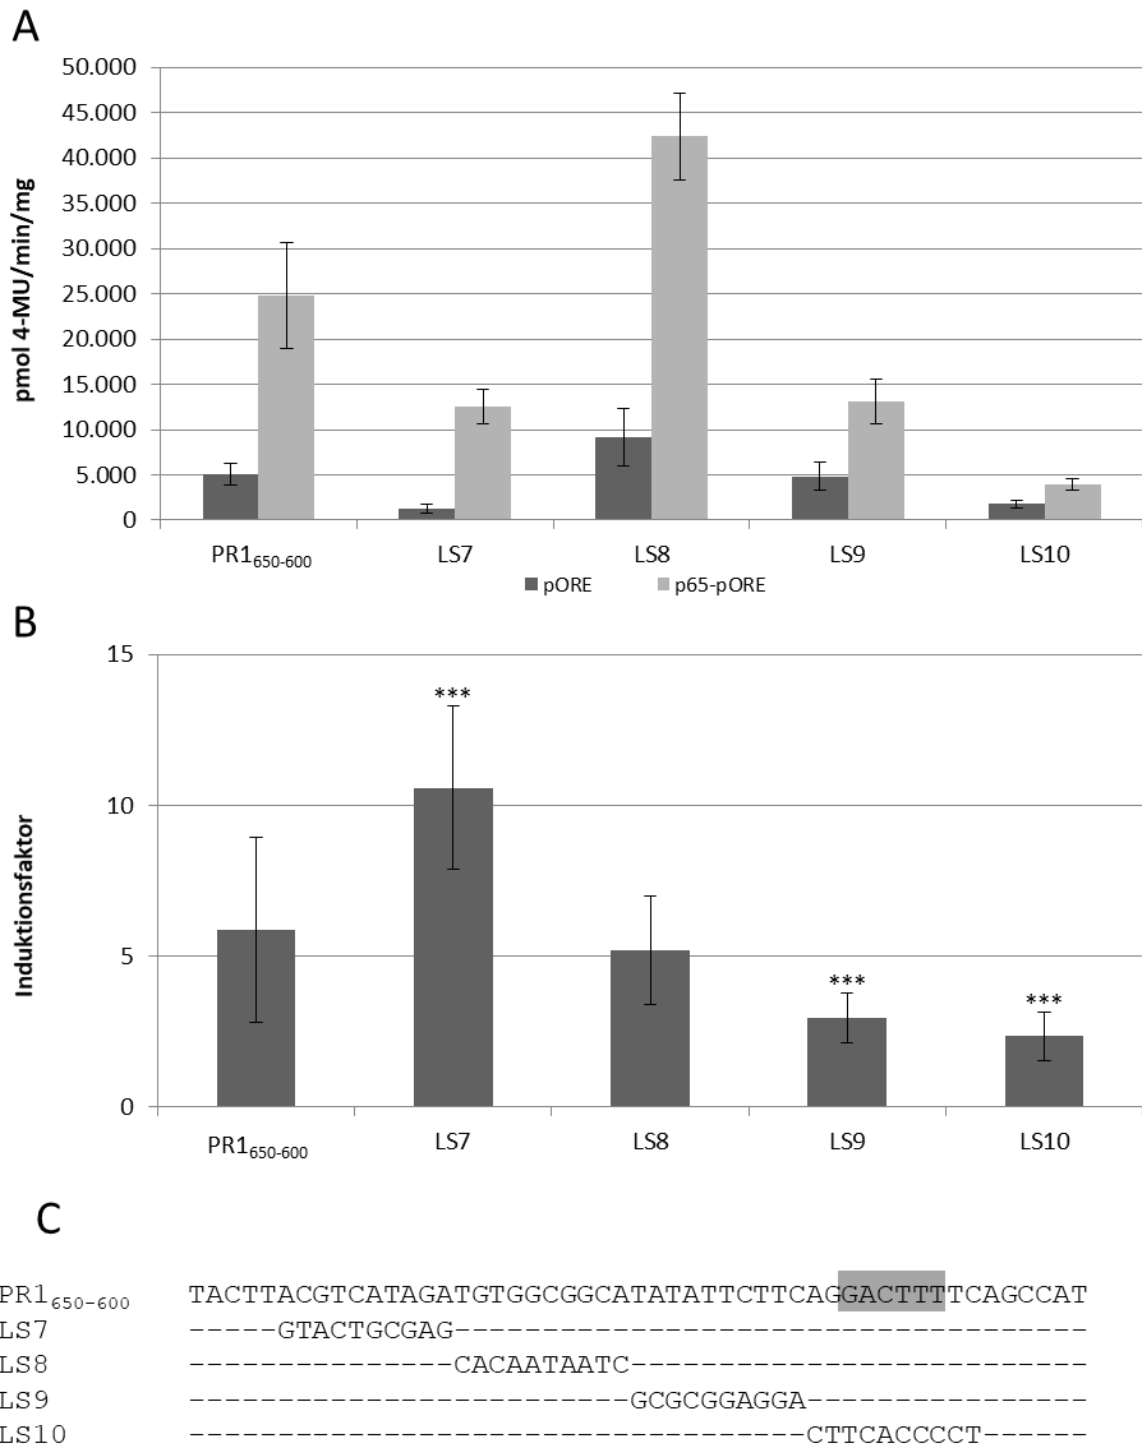 A
50.000
45.000
40.000
35.000
30.000
25.000
20.000
15.000
10.000
5.000
0
pmol 4-MU/min/mg
PR1650-600 LS7 LS8 LS9 LS10
pORE p65-pORE
B
15
10
5
0
Induktionsfaktor
***
***
***
PR1650-600 LS7 LS8 LS9 LS10
C
PR1650-600 TACTTACGTCATAGATGTGGCGGCATATATTCTTCAGGACTTTTCAGCCAT
LS7 -----GTACTGCGAG------------------------------------
LS8 ---------------CACAATAATC--------------------------
LS9 -------------------------GCGCGGAGGA----------------
LS10 -----------------------------------CTTCACCCCT------